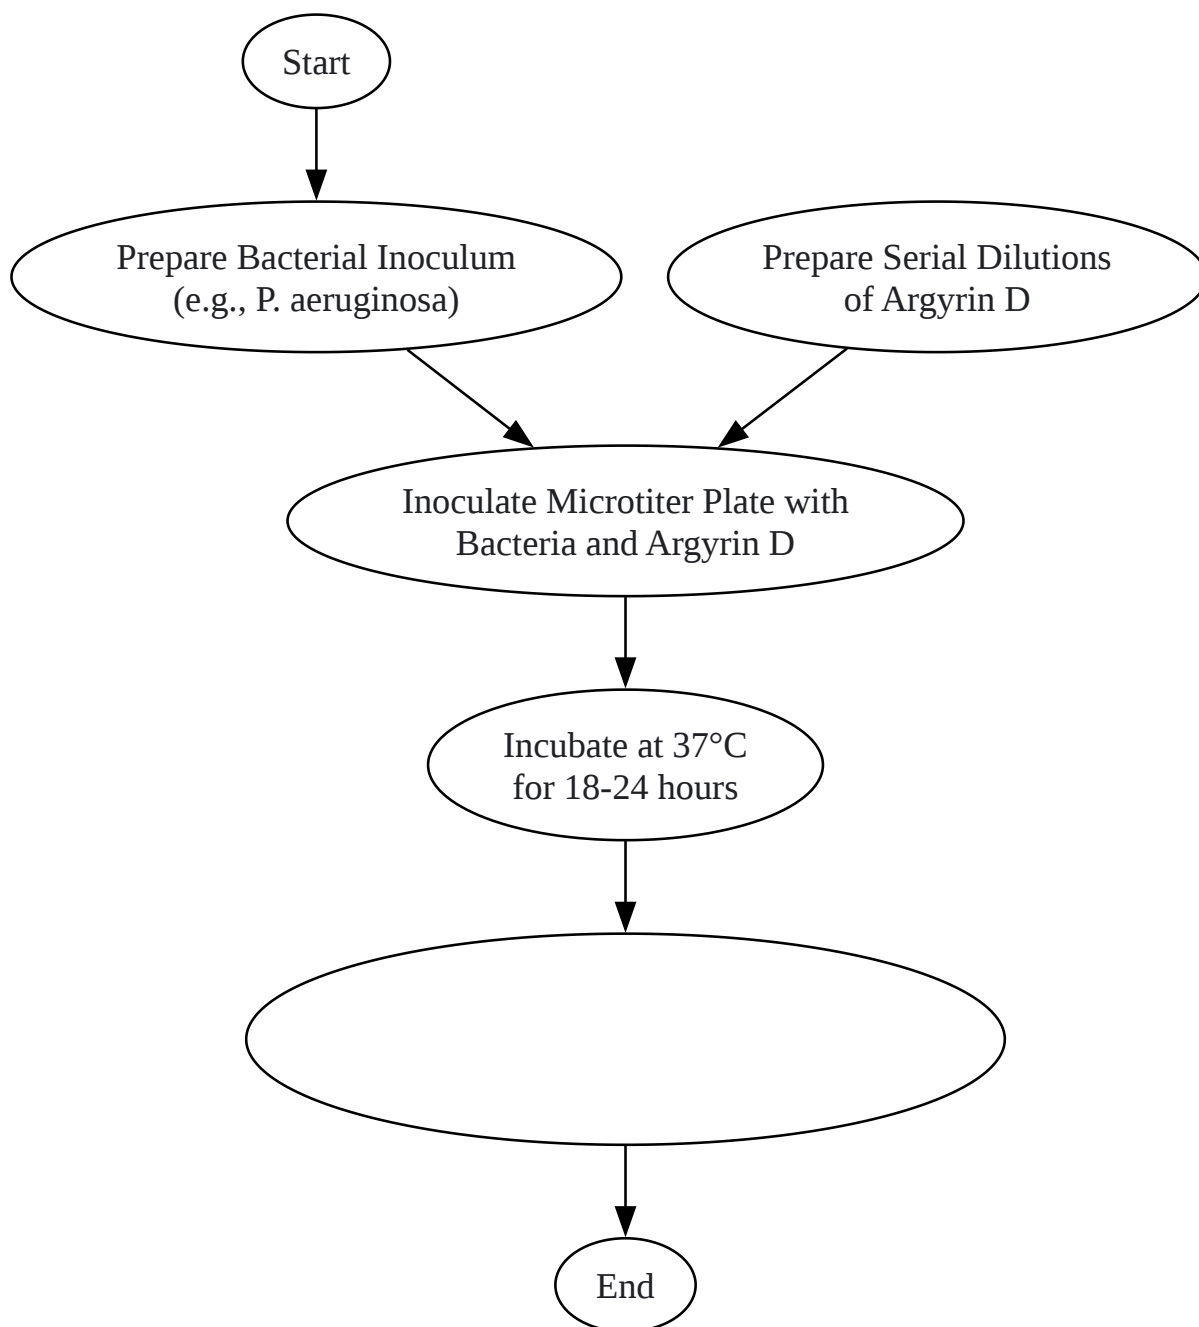 Start
Prepare Bacterial Inoculum
(e.g., P. aeruginosa)
Prepare Serial Dilutions
of Argyrin D
Inoculate Microtiter Plate with
Bacteria and Argyrin D
Incubate at 37°C
for 18-24 hours
End